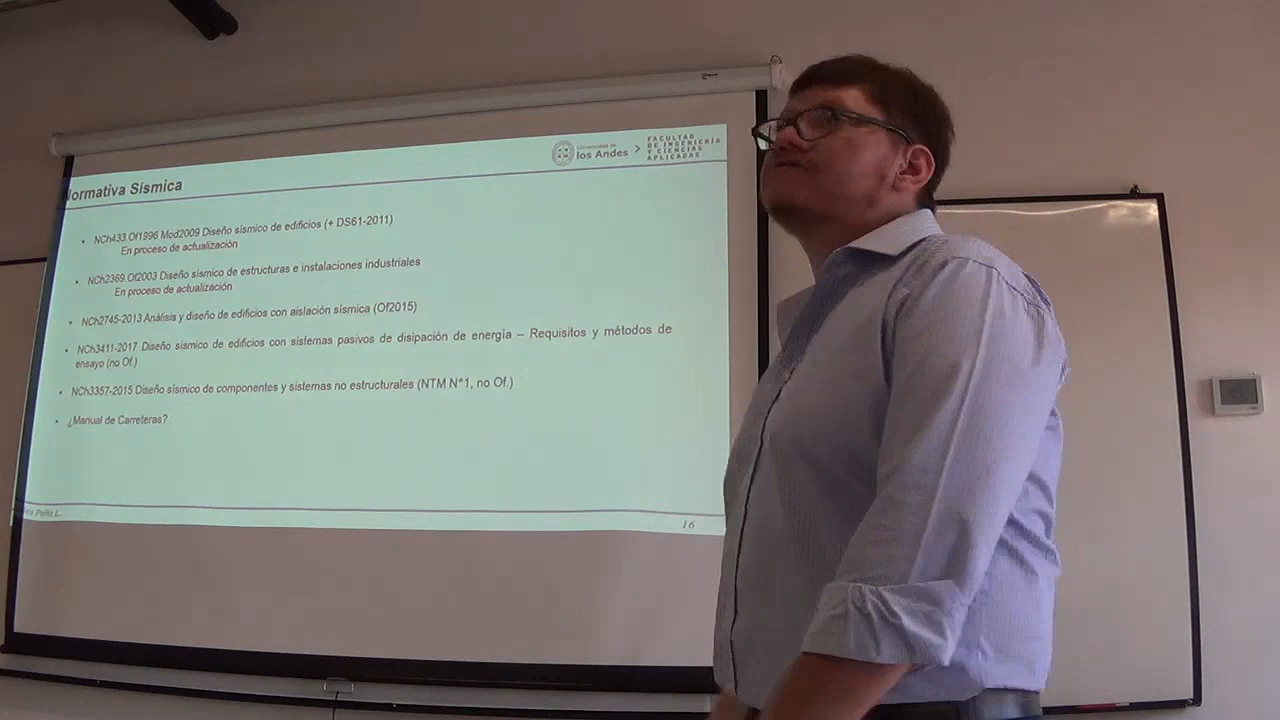 Universidad de
los Andes >
FACULTAD
DE INGENIERÍA
Y CIENCIAS
APLICADAS
Normativa Sísmica
• NCh433.Of1996 Mod2009 Diseño sísmico de edificios (+ DS61-2011)
En proceso de actualización
• NCh2369.Of2003 Diseño sísmico de estructuras e instalaciones industriales
En proceso de actualización
• NCh2745-2013 Análisis y diseño de edificios con aislación sísmica (Of2015)
• NCh3411-2017 Diseño sísmico de edificios con sistemas pasivos de disipación de energía – Requisitos y métodos de
ensayo (no Of.)
• NCh3357-2015 Diseño sísmico de componentes y sistemas no estructurales (NTM N°1, no Of.)
• ¿Manual de Carreteras?
Peña L.
16